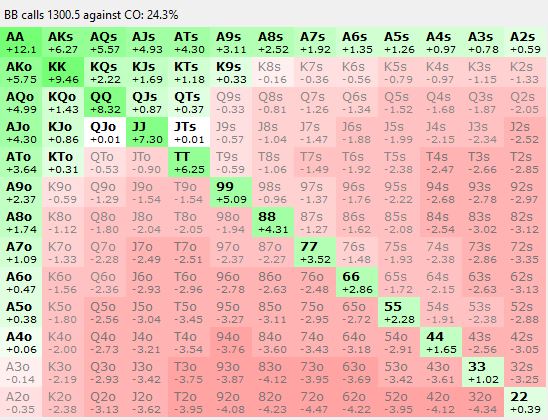 BB calls 1300.5 against CO: 24.3%
AA AKs AQs AJs ATs A9s A8s A7s A6s A5s A4s A3s A2s
+12.1 +6.27 +5.57 +4.93 +4.30 +3.11 +2.52 +1.92 +1.35 +1.26 +0.97 +0.78 +0.59
AKo KK KQs KJs KTs K9s K8s K7s K6s K5s K4s K3s K2s
+5.75 +9.46 +2.22 +1.69 +1.18 +0.33 -0.16 -0.36 -0.56 -0.79 -0.97 -1.15 -1.33
AQo KQo QQ QJs QTs Q9s Q8s Q7s Q6s Q5s Q4s Q3s Q2s
+4.99 +1.43 +8.32 +0.87 +0.37 -0.33 -0.81 -1.26 -1.34 -1.52 -1.68 -1.87 -2.05
AJo KJo QJo JJ JTs J9s J8s J7s J6s J5s J4s J3s J2s
+4.30 +0.86 +0.01 +7.30 +0.01 -0.57 -1.04 -1.47 -1.88 -1.99 -2.15 -2.34 -2.52
ATo KTo QTo JTo TT T9s T8s T7s T6s T5s T4s T3s T2s
+3.64 +0.31 -0.53 -0.90 +6.25 -0.59 -1.06 -1.49 -1.92 -2.38 -2.47 -2.66 -2.85
A9o K9o Q9o J9o T9o 99 98s 97s 96s 95s 94s 93s 92s
+2.37 -0.59 -1.29 -1.54 -1.54 +5.09 -0.96 -1.37 -1.76 -2.22 -2.68 -2.78 -2.97
A8o K8o Q8o J8o T8o 98o 88 87s 86s 85s 84s 83s 82s
+1.74 -1.12 -1.80 -2.04 -2.05 -1.94 +4.31 -1.27 -1.62 -2.08 -2.54 -3.02 -3.12
A7o K7o Q7o J7o T7o 97o 87o 77 76s 75s 74s 73s 72s
+1.09 -1.33 -2.28 -2.49 -2.51 -2.37 -2.27 +3.52 -1.48 -1.93 -2.38 -2.86 -3.35
A6o K6o Q6o J6o T6o 96o 86o 76o 66 65s 64s 63s 62s
+0.47 -1.56 -2.36 -2.93 -2.96 -2.78 -2.63 -2.48 +2.86 -1.72 -2.15 -2.63 -3.13
A5o K5o Q5o J5o T5o 95o 85o 75o 65o 55 54s 53s 52s
+0.38 -1.80 -2.56 -3.04 -3.45 -3.27 -3.11 -2.95 -2.72 +2.28 -1.91 -2.38 -2.88
A4o K4o Q4o J4o T4o 94o 84o 74o 64o 54o 44 43s 42s
+0.06 -2.00 -2.73 -3.21 -3.54 -3.76 -3.60 -3.43 -3.18 -2.91 +1.65 -2.56 -3.05
A3o K3o Q3o J3o T3o 93o 83o 73o 63o 53o 43o 33 32s
-0.14 -2.19 -2.93 -3.42 -3.75 -3.87 -4.12 -3.95 -3.69 -3.42 -3.61 +1.02 -3.25
A2o K2o Q2o J2o T2o 92o 82o 72o 62o 52o 42o 32o 22
-0.35 -2.38 -3.13 -3.62 -3.95 -4.08 -4.23 -4.47 -4.22 -3.95 -4.12 -4.34 +0.39